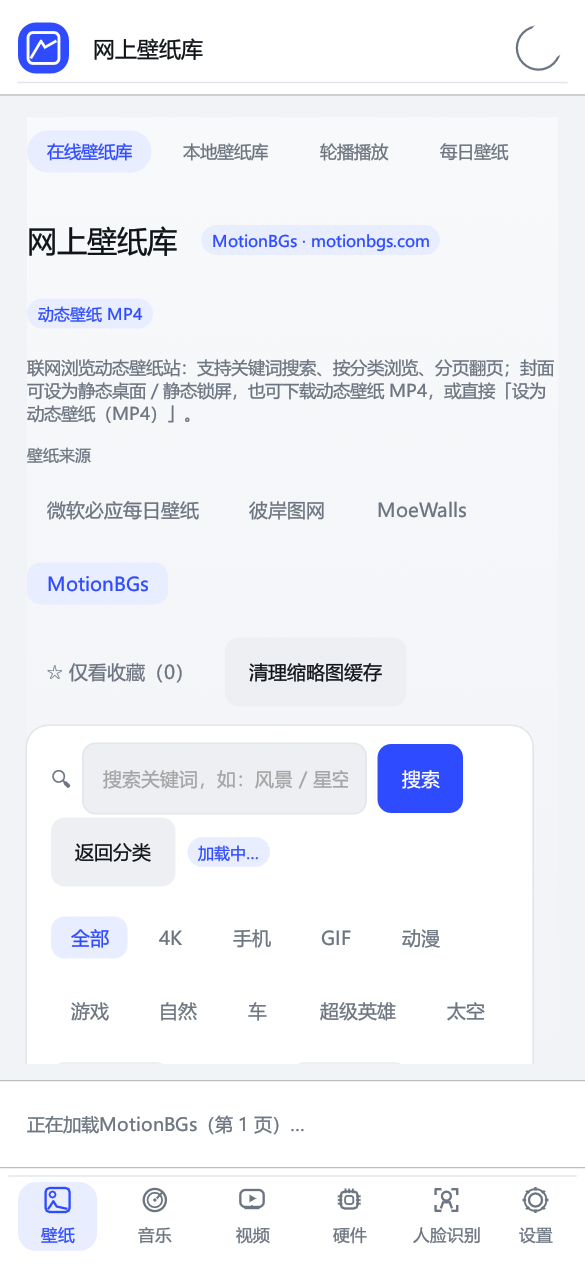 网上壁纸库
在线壁纸库 本地壁纸库 轮播播放 每日壁纸
网上壁纸库 MotionBGs · motionbgs.com
动态壁纸 MP4
联网浏览动态壁纸站：支持关键词搜索、按分类浏览、分页翻页；封面
可设为静态桌面 / 静态锁屏，也可下载动态壁纸 MP4，或直接「设为
动态壁纸（MP4）」。
壁纸来源
微软必应每日壁纸 彼岸图网 MoeWalls
MotionBGs
☆ 仅看收藏（0） 清理缩略图缓存
搜索关键词，如：风景 / 星空 搜索
返回分类 加载中...
全部 4K 手机 GIF 动漫
游戏 自然 车 超级英雄 太空
正在加载MotionBGs（第 1 页）...
壁纸 音乐 视频 硬件 人脸识别 设置